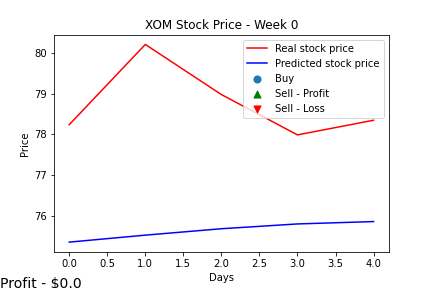 XOM Stock Price - Week 0
Real stock price
Predicted stock price
Buy
Sell - Profit
Sell - Loss
Price
80
79
78
77
76
0.0 0.5 1.0 1.5 2.0 2.5 3.0 3.5 4.0
Days
Profit - $0.0